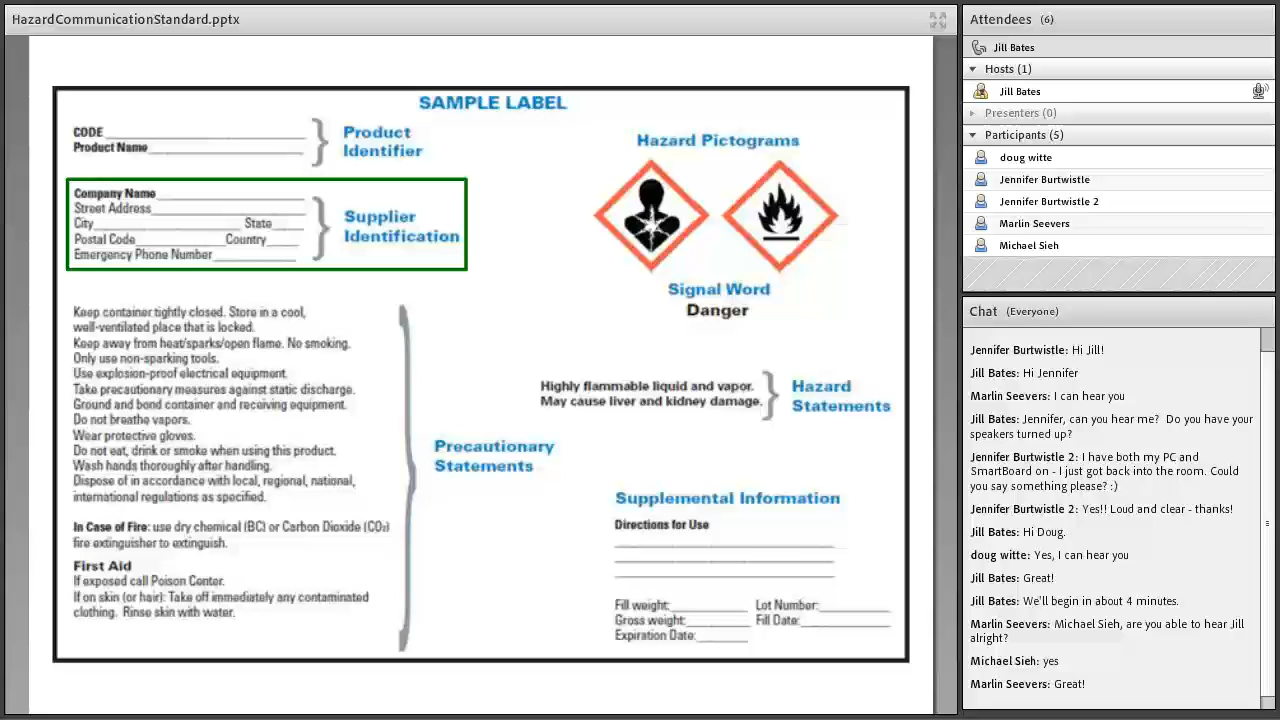 HazardCommunicationStandard.pptx
SAMPLE LABEL
CODE
Product Name
Product
Identifier
Company Name
Street Address
City State
Postal Code Country
Emergency Phone Number
Supplier
Identification
Hazard Pictograms
Signal Word
Danger
Keep container tightly closed. Store in a cool,
well-ventilated place that is locked.
Keep away from heat/sparks/open flame. No smoking.
Only use non-sparking tools.
Use explosion-proof electrical equipment.
Take precautionary measures against static discharge.
Ground and bond container and receiving equipment.
Do not breathe vapors.
Wear protective gloves.
Do not eat, drink or smoke when using this product.
Wash hands thoroughly after handling.
Dispose of in accordance with local, regional, national,
international regulations as specified.
In Case of Fire: use dry chemical (BC) or Carbon Dioxide (CO₂)
fire extinguisher to extinguish.
First Aid
If exposed call Poison Center.
If on skin (or hair): Take off immediately any contaminated
clothing. Rinse skin with water.
Precautionary
Statements
Highly flammable liquid and vapor.
May cause liver and kidney damage.
Hazard
Statements
Supplemental Information
Directions for Use
Fill weight: Lot Number:
Gross weight: Fill Date:
Expiration Date:
Attendees (6)
Jill Bates
Hosts (1)
Jill Bates
Presenters (0)
Participants (5)
doug witte
Jennifer Burtwistle
Jennifer Burtwistle 2
Marlin Seevers
Michael Sieh
Chat (Everyone)
Jennifer Burtwistle: Hi Jill!
Jill Bates: Hi Jennifer
Marlin Seevers: I can hear you
Jill Bates: Jennifer, can you hear me? Do you have your
speakers turned up?
Jennifer Burtwistle 2: I have both my PC and
SmartBoard on - I just got back into the room. Could
you say something please? :)
Jennifer Burtwistle 2: Yes!! Loud and clear - thanks!
Jill Bates: Hi Doug.
doug witte: Yes, I can hear you
Jill Bates: Great!
Jill Bates: We'll begin in about 4 minutes.
Marlin Seevers: Michael Sieh, are you able to hear Jill
alright?
Michael Sieh: yes
Marlin Seevers: Great!